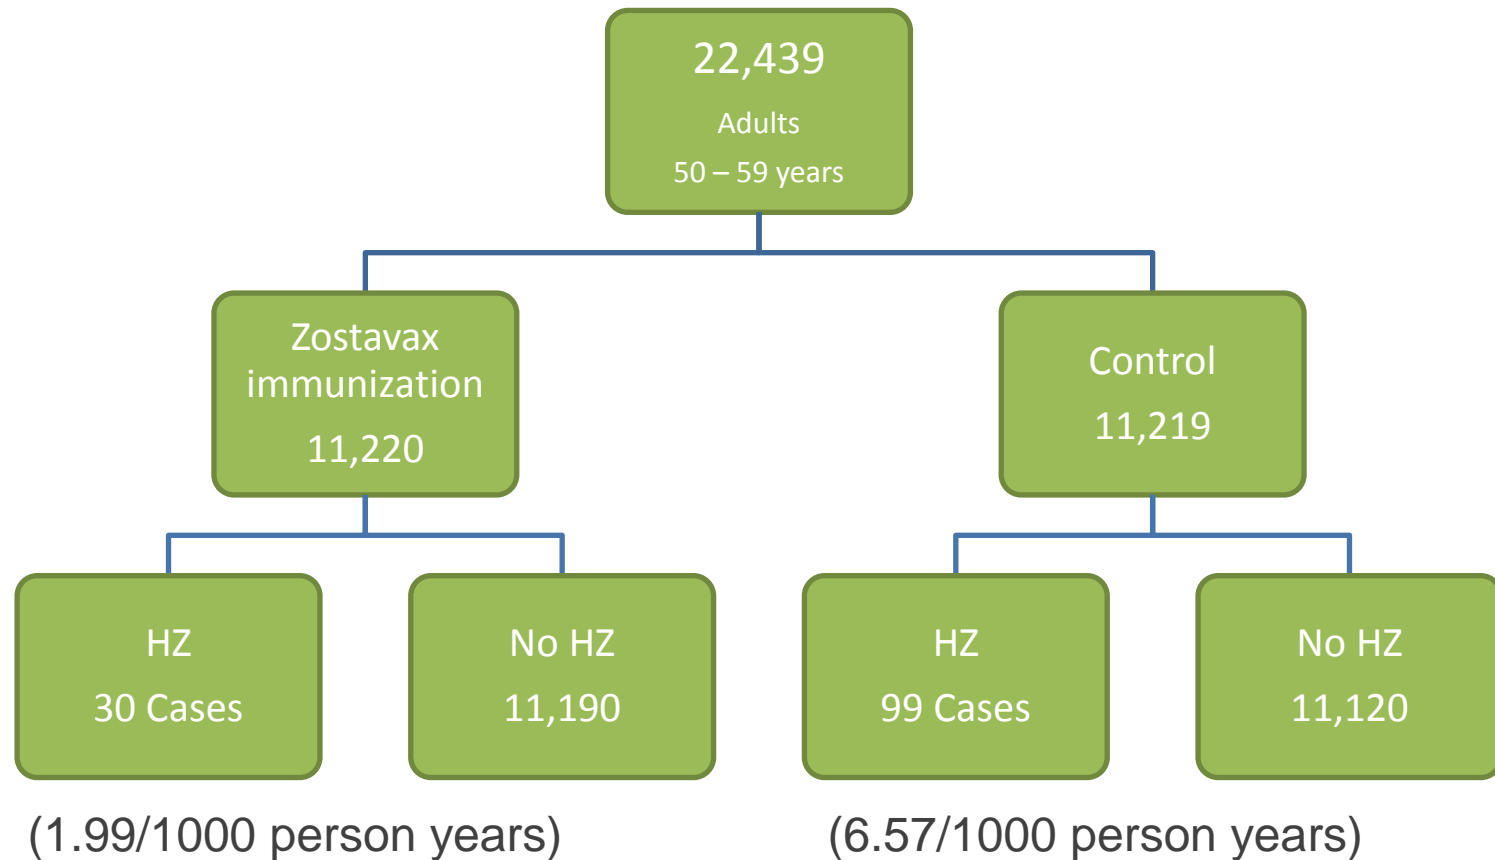 22,439
Adults
50 – 59 years
Zostavax
immunization
11,220
Control
11,219
HZ
30 Cases
No HZ
11,190
HZ
99 Cases
No HZ
11,120
(1.99/1000 person years)
(6.57/1000 person years)